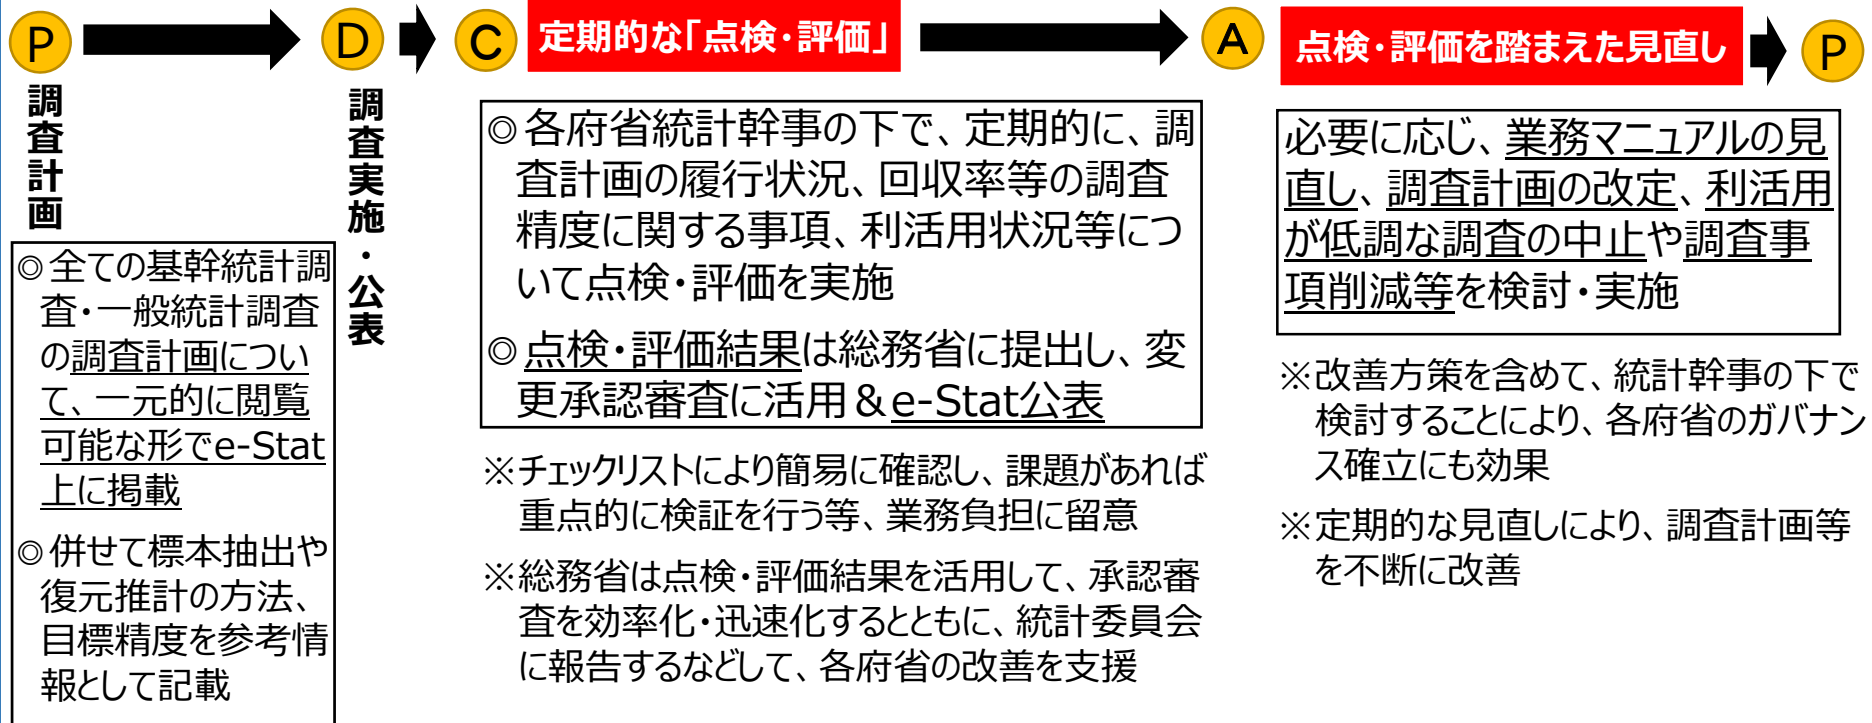 P
D
C
定期的な「点検・評価」
A
点検・評価を踏まえた見直し
P
調査計画
◎全ての基幹統計調
査・一般統計調査
の調査計画につい
て、一元的に閲覧
可能な形でe-Stat
上に掲載
◎併せて標本抽出や
復元推計の方法、
目標精度を参考情
報として記載
調査実施・公表
◎各府省統計幹事の下で、定期的に、調
査計画の履行状況、回収率等の調査
精度に関する事項、利活用状況等につ
いて点検・評価を実施
◎点検・評価結果は総務省に提出し、変
更承認審査に活用&e-Stat公表
※チェックリストにより簡易に確認し、課題があれば
重点的に検証を行う等、業務負担に留意
※総務省は点検・評価結果を活用して、承認審
査を効率化・迅速化するとともに、統計委員会
に報告するなどして、各府省の改善を支援
必要に応じ、業務マニュアルの見
直し、調査計画の改定、利活用
が低調な調査の中止や調査事
項削減等を検討・実施
※改善方策を含めて、統計幹事の下で
検討することにより、各府省のガバナン
ス確立にも効果
※定期的な見直しにより、調査計画等
を不断に改善